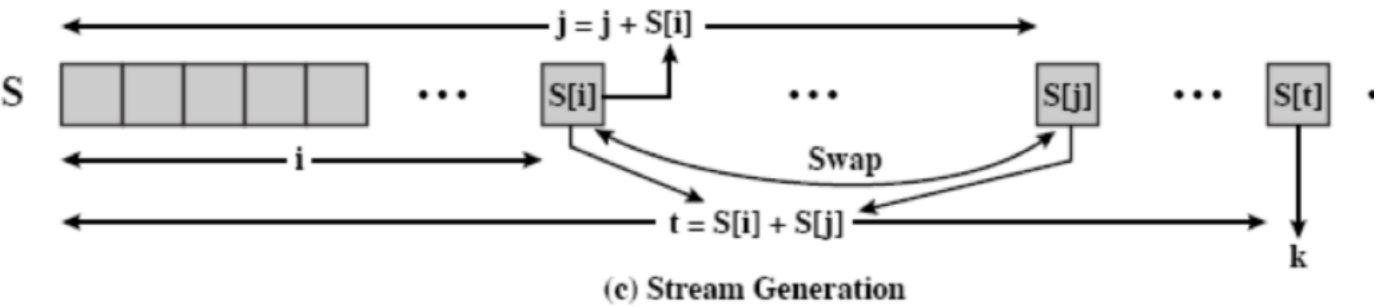 j = j + S[i]
S
S[i]
...
S[j]
...
S[t]
i
Swap
t = S[i] + S[j]
k
(c) Stream Generation